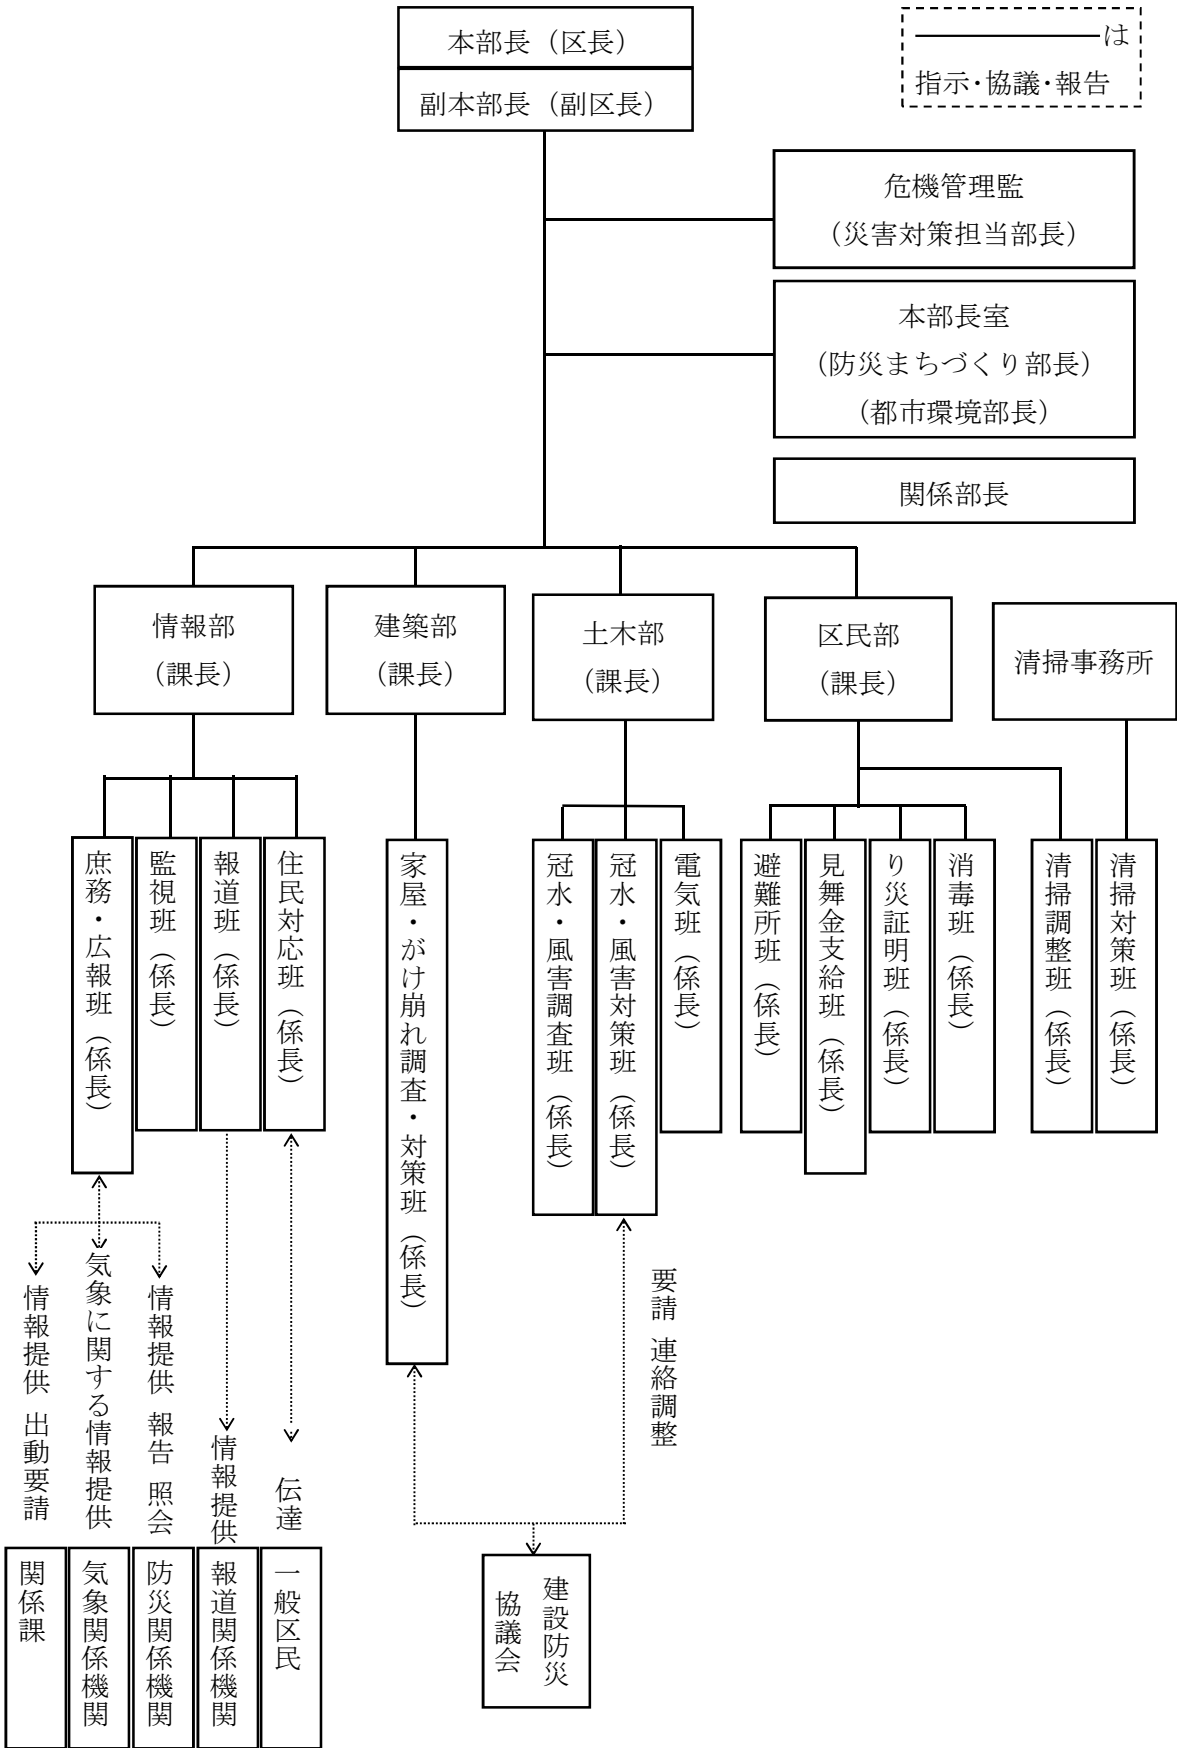 本部長（区長）
副本部長（副区長）
は
指示･協議･報告
危機管理監
（災害対策担当部長）
本部長室
（防災まちづくり部長）
（都市環境部長）
関係部長
情報部
（課長）
建築部
（課長）
土木部
（課長）
区民部
（課長）
清掃事務所
庶務・広報班（係長）
監視班（係長）
報道班（係長）
住民対応班（係長）
家屋・がけ崩れ調査・対策班（係長）
冠水・風害調査班（係長）
冠水・風害対策班（係長）
電気班（係長）
避難所班（係長）
見舞金支給班（係長）
り災証明班（係長）
消毒班（係長）
清掃調整班（係長）
清掃対策班（係長）
情報提供 出動要請
気象に関する情報提供
情報提供 報告 照会
情報提供
伝達
要請 連絡調整
関係課
気象関係機関
防災関係機関
報道関係機関
一般区民
建設防災
協議会